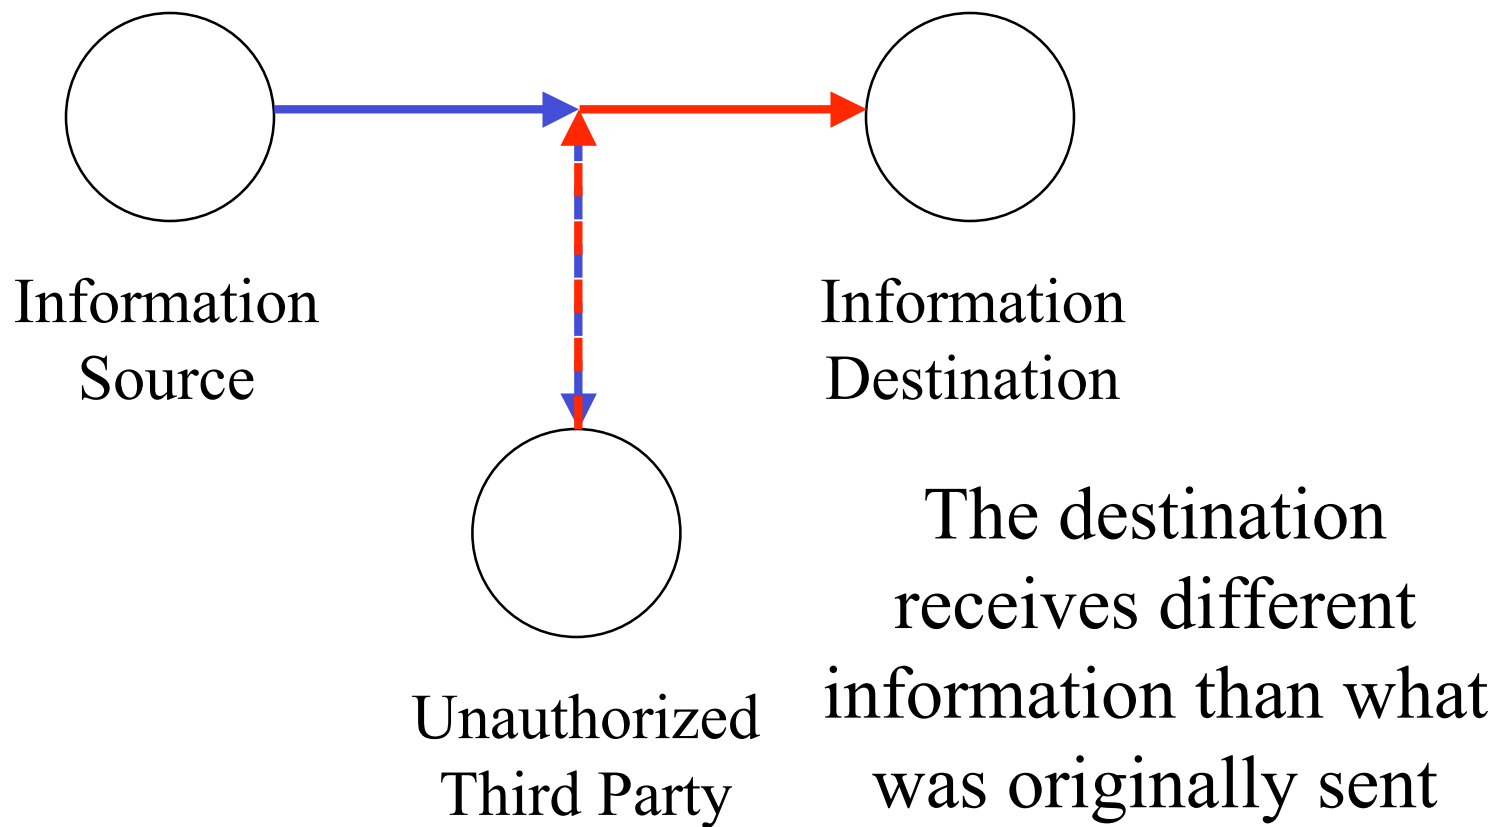 Information
Source
Information
Destination
Unauthorized
Third Party
The destination
receives different
information than what
was originally sent